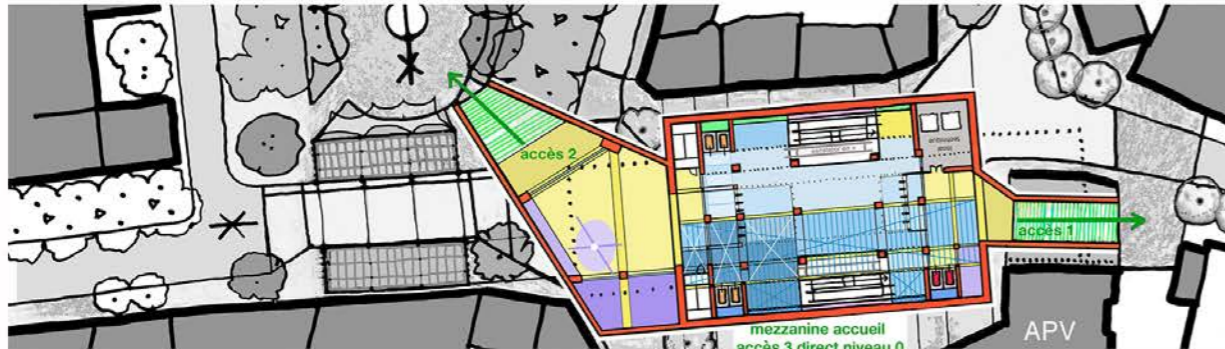 accès 2
accès 1
mezzanine accueil
accès 3 direct niveau 0
APV